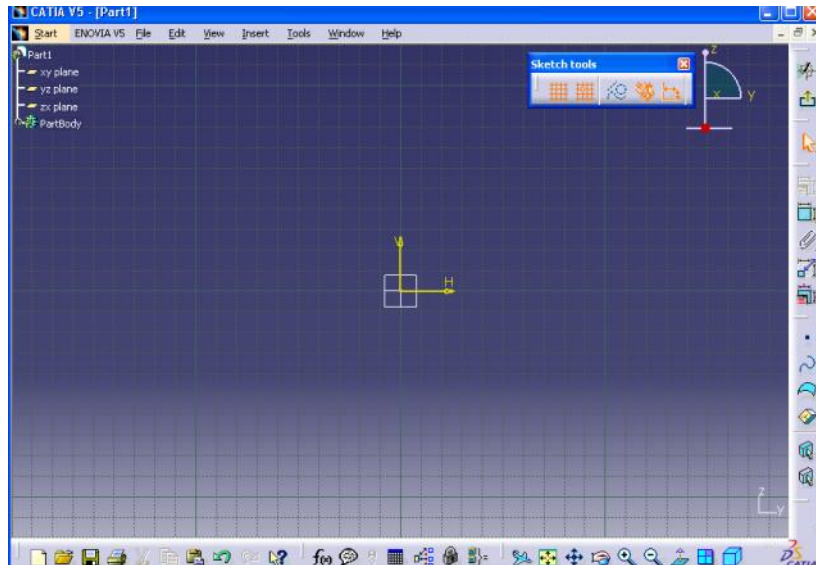 CATIA V5 - [Part1]
Start ENOVIA V5 File Edit View Insert Tools Window Help
Part1
xy plane
yz plane
zx plane
PartBody
Sketch tools
z
x y
V
H
z
y
f(x)
CATIA